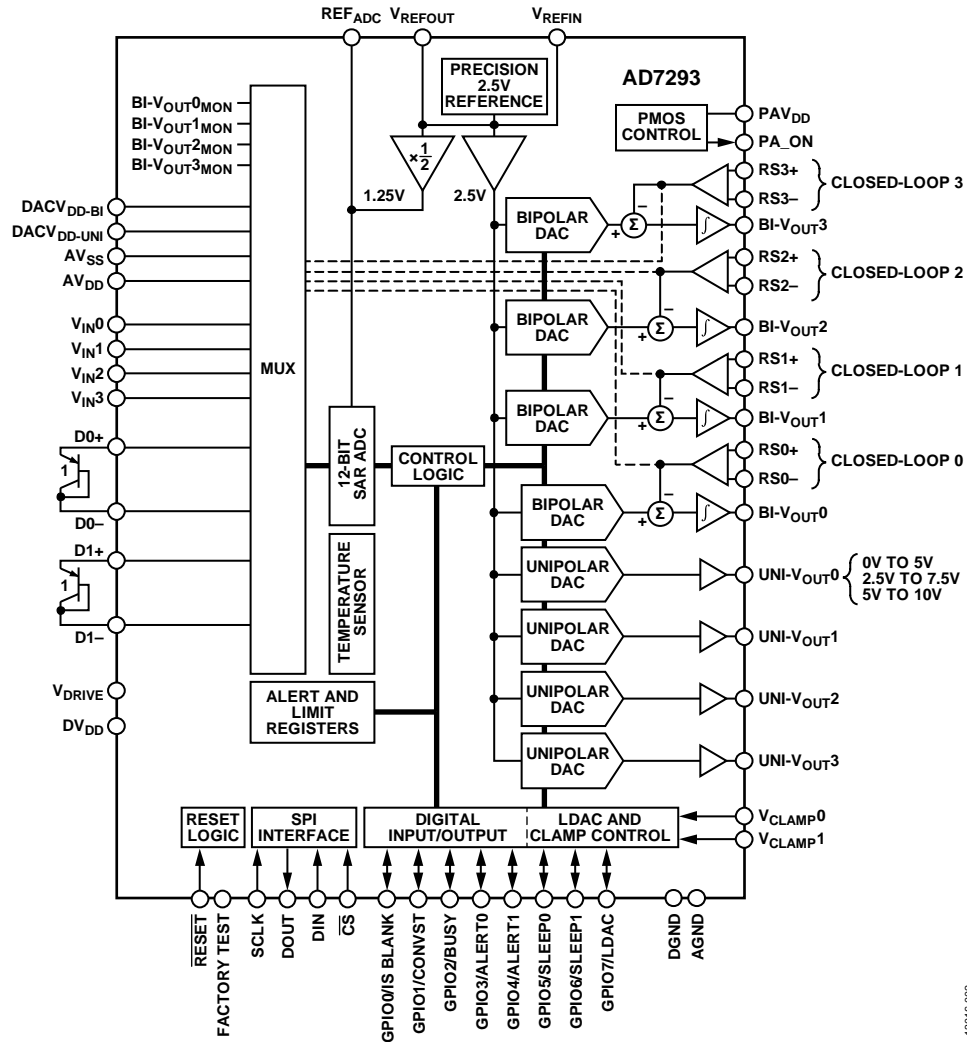 REFADC
VREFOUT
VREFIN
AD7293
PRECISION
2.5V
REFERENCE
×1/2
1.25V
2.5V
BI-VOUT0MON
BI-VOUT1MON
BI-VOUT2MON
BI-VOUT3MON
DACVDD-BI
DACVDD-UNI
AVSS
AVDD
VIN0
VIN1
VIN2
VIN3
D0+
1
D0–
D1+
1
D1–
VDRIVE
DVDD
MUX
12-BIT
SAR ADC
TEMPERATURE
SENSOR
CONTROL
LOGIC
ALERT AND
LIMIT
REGISTERS
PMOS
CONTROL
PAVDD
PA_ON
BIPOLAR
DAC
+
–
Σ
∫
RS3+
RS3–
CLOSED-LOOP 3
BI-VOUT3
BIPOLAR
DAC
+
–
Σ
∫
RS2+
RS2–
CLOSED-LOOP 2
BI-VOUT2
BIPOLAR
DAC
+
–
Σ
∫
RS1+
RS1–
CLOSED-LOOP 1
BI-VOUT1
BIPOLAR
DAC
+
–
Σ
∫
RS0+
RS0–
CLOSED-LOOP 0
BI-VOUT0
UNIPOLAR
DAC
UNI-VOUT0
0V TO 5V
2.5V TO 7.5V
5V TO 10V
UNIPOLAR
DAC
UNI-VOUT1
UNIPOLAR
DAC
UNI-VOUT2
UNIPOLAR
DAC
UNI-VOUT3
RESET
LOGIC
SPI
INTERFACE
DIGITAL
INPUT/OUTPUT
LDAC AND
CLAMP CONTROL
VCLAMP0
VCLAMP1
RESET
FACTORY TEST
SCLK
DOUT
DIN
CS
GPIO0/IS BLANK
GPIO1/CONVST
GPIO2/BUSY
GPIO3/ALERT0
GPIO4/ALERT1
GPIO5/SLEEP0
GPIO6/SLEEP1
GPIO7/LDAC
DGND
AGND